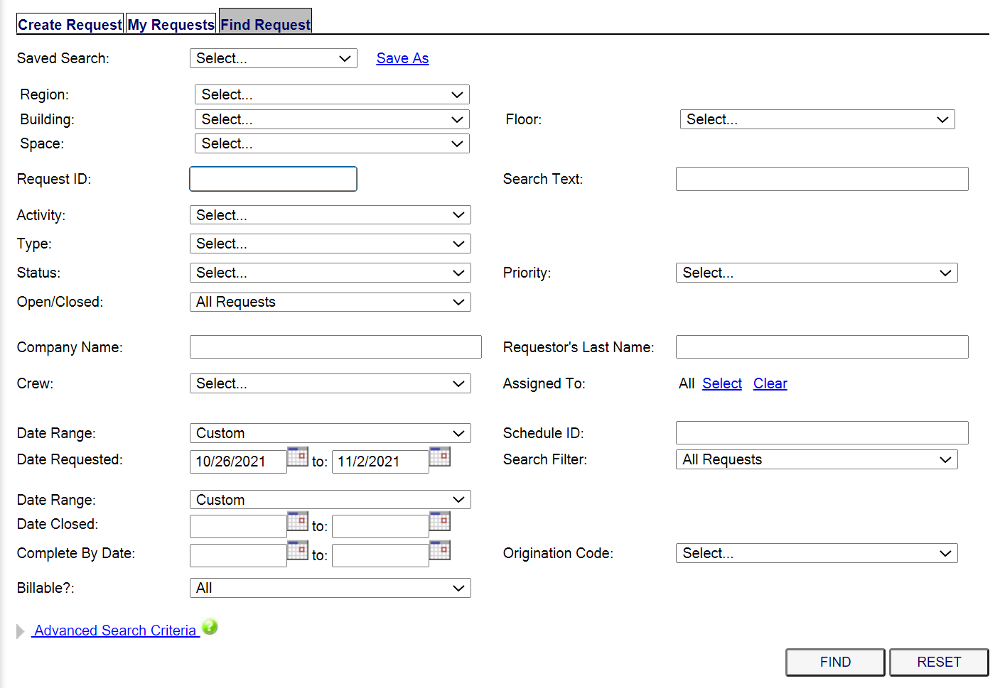 Create Request My Requests Find Request
Saved Search: Select... Save As
Region: Select...
Building: Select... Floor: Select...
Space: Select...
Request ID: Search Text:
Activity: Select...
Type: Select...
Status: Select... Priority: Select...
Open/Closed: All Requests
Company Name: Requestor's Last Name:
Crew: Select... Assigned To: All Select Clear
Date Range: Custom Schedule ID:
Date Requested: 10/26/2021 to: 11/2/2021 Search Filter: All Requests
Date Range: Custom
Date Closed: to:
Complete By Date: to: Origination Code: Select...
Billable?: All
Advanced Search Criteria ?
FIND RESET